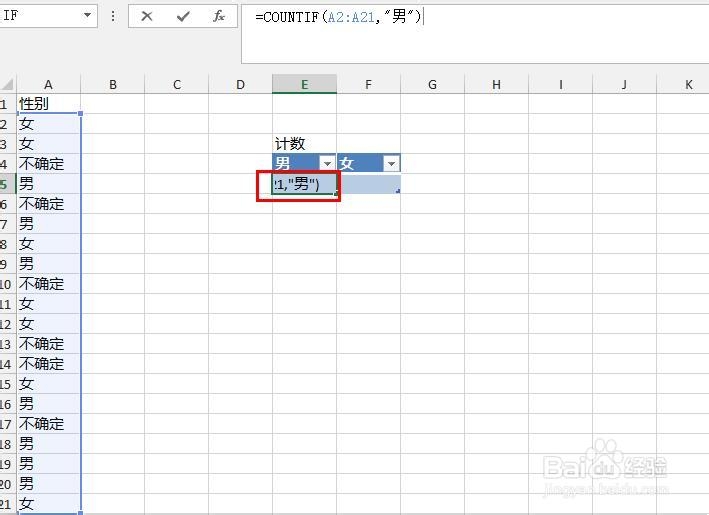 IF
=COUNTIF(A2:A21,"男")
A B C D E F G H I J K
1 性别
2 女
3 女 计数
4 不确定 男 女
5 男 21,"男")
6 不确定
7 男
8 女
9 男
10 不确定
11 女
12 女
13 不确定
14 不确定
15 女
16 男
17 不确定
18 男
19 男
20 男
21 女
Baidu经验
jingyan.baidu.com